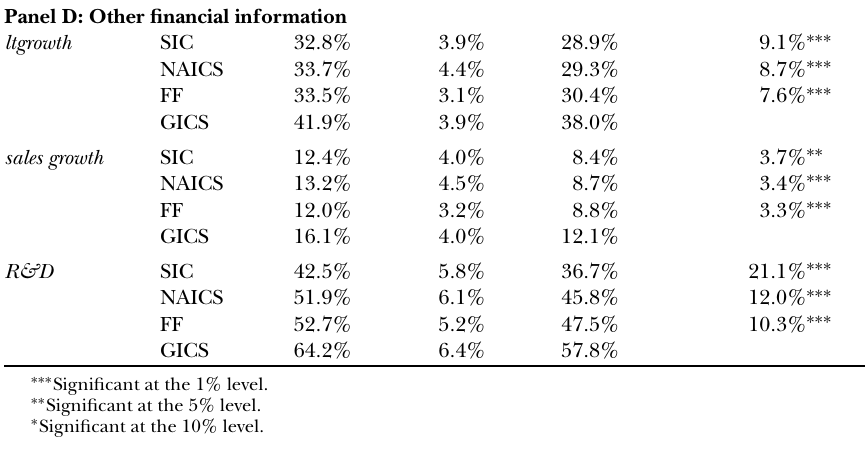 Panel D: Other financial information
ltgrowth SIC 32.8% 3.9% 28.9% 9.1%***
NAICS 33.7% 4.4% 29.3% 8.7%***
FF 33.5% 3.1% 30.4% 7.6%***
GICS 41.9% 3.9% 38.0%
sales growth SIC 12.4% 4.0% 8.4% 3.7%**
NAICS 13.2% 4.5% 8.7% 3.4%***
FF 12.0% 3.2% 8.8% 3.3%***
GICS 16.1% 4.0% 12.1%
R&D SIC 42.5% 5.8% 36.7% 21.1%***
NAICS 51.9% 6.1% 45.8% 12.0%***
FF 52.7% 5.2% 47.5% 10.3%***
GICS 64.2% 6.4% 57.8%
***Significant at the 1% level.
**Significant at the 5% level.
*Significant at the 10% level.